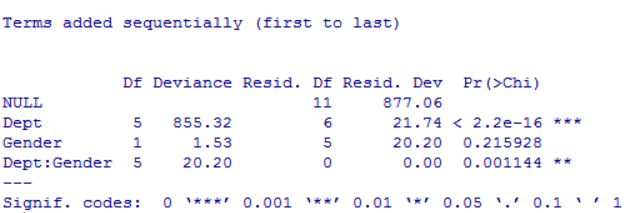 Terms added sequentially (first to last)
            Df Deviance Resid. Df Resid. Dev  Pr(>Chi)
NULL                           11     877.06
Dept         5   855.32         6      21.74 < 2.2e-16 ***
Gender       1     1.53         5      20.20  0.215928
Dept:Gender  5    20.20         0       0.00  0.001144 **
---
Signif. codes:  0 ‘***’ 0.001 ‘**’ 0.01 ‘*’ 0.05 ‘.’ 0.1 ‘ ’ 1